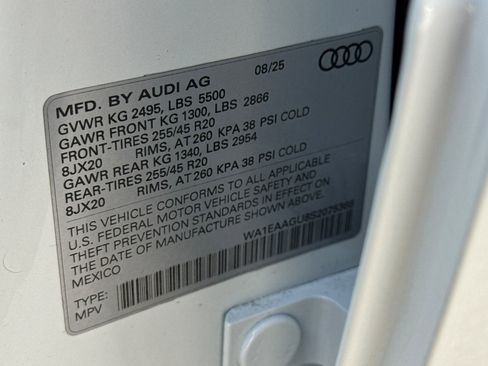 MFD. BY AUDI AG 08/25
GVWR KG 2495, LBS 5500
GAWR FRONT KG 1300, LBS 2866
FRONT-TIRES 255/45 R20
8JX20 RIMS, AT 260 KPA 38 PSI COLD
GAWR REAR KG 1340, LBS 2954
REAR-TIRES 255/45 R20
8JX20 RIMS, AT 260 KPA 38 PSI COLD
THIS VEHICLE CONFORMS TO ALL APPLICABLE
U.S. FEDERAL MOTOR VEHICLE SAFETY AND
THEFT PREVENTION STANDARDS IN EFFECT ON
THE DATE OF MANUFACTURE SHOWN ABOVE.
MEXICO
TYPE:
MPV